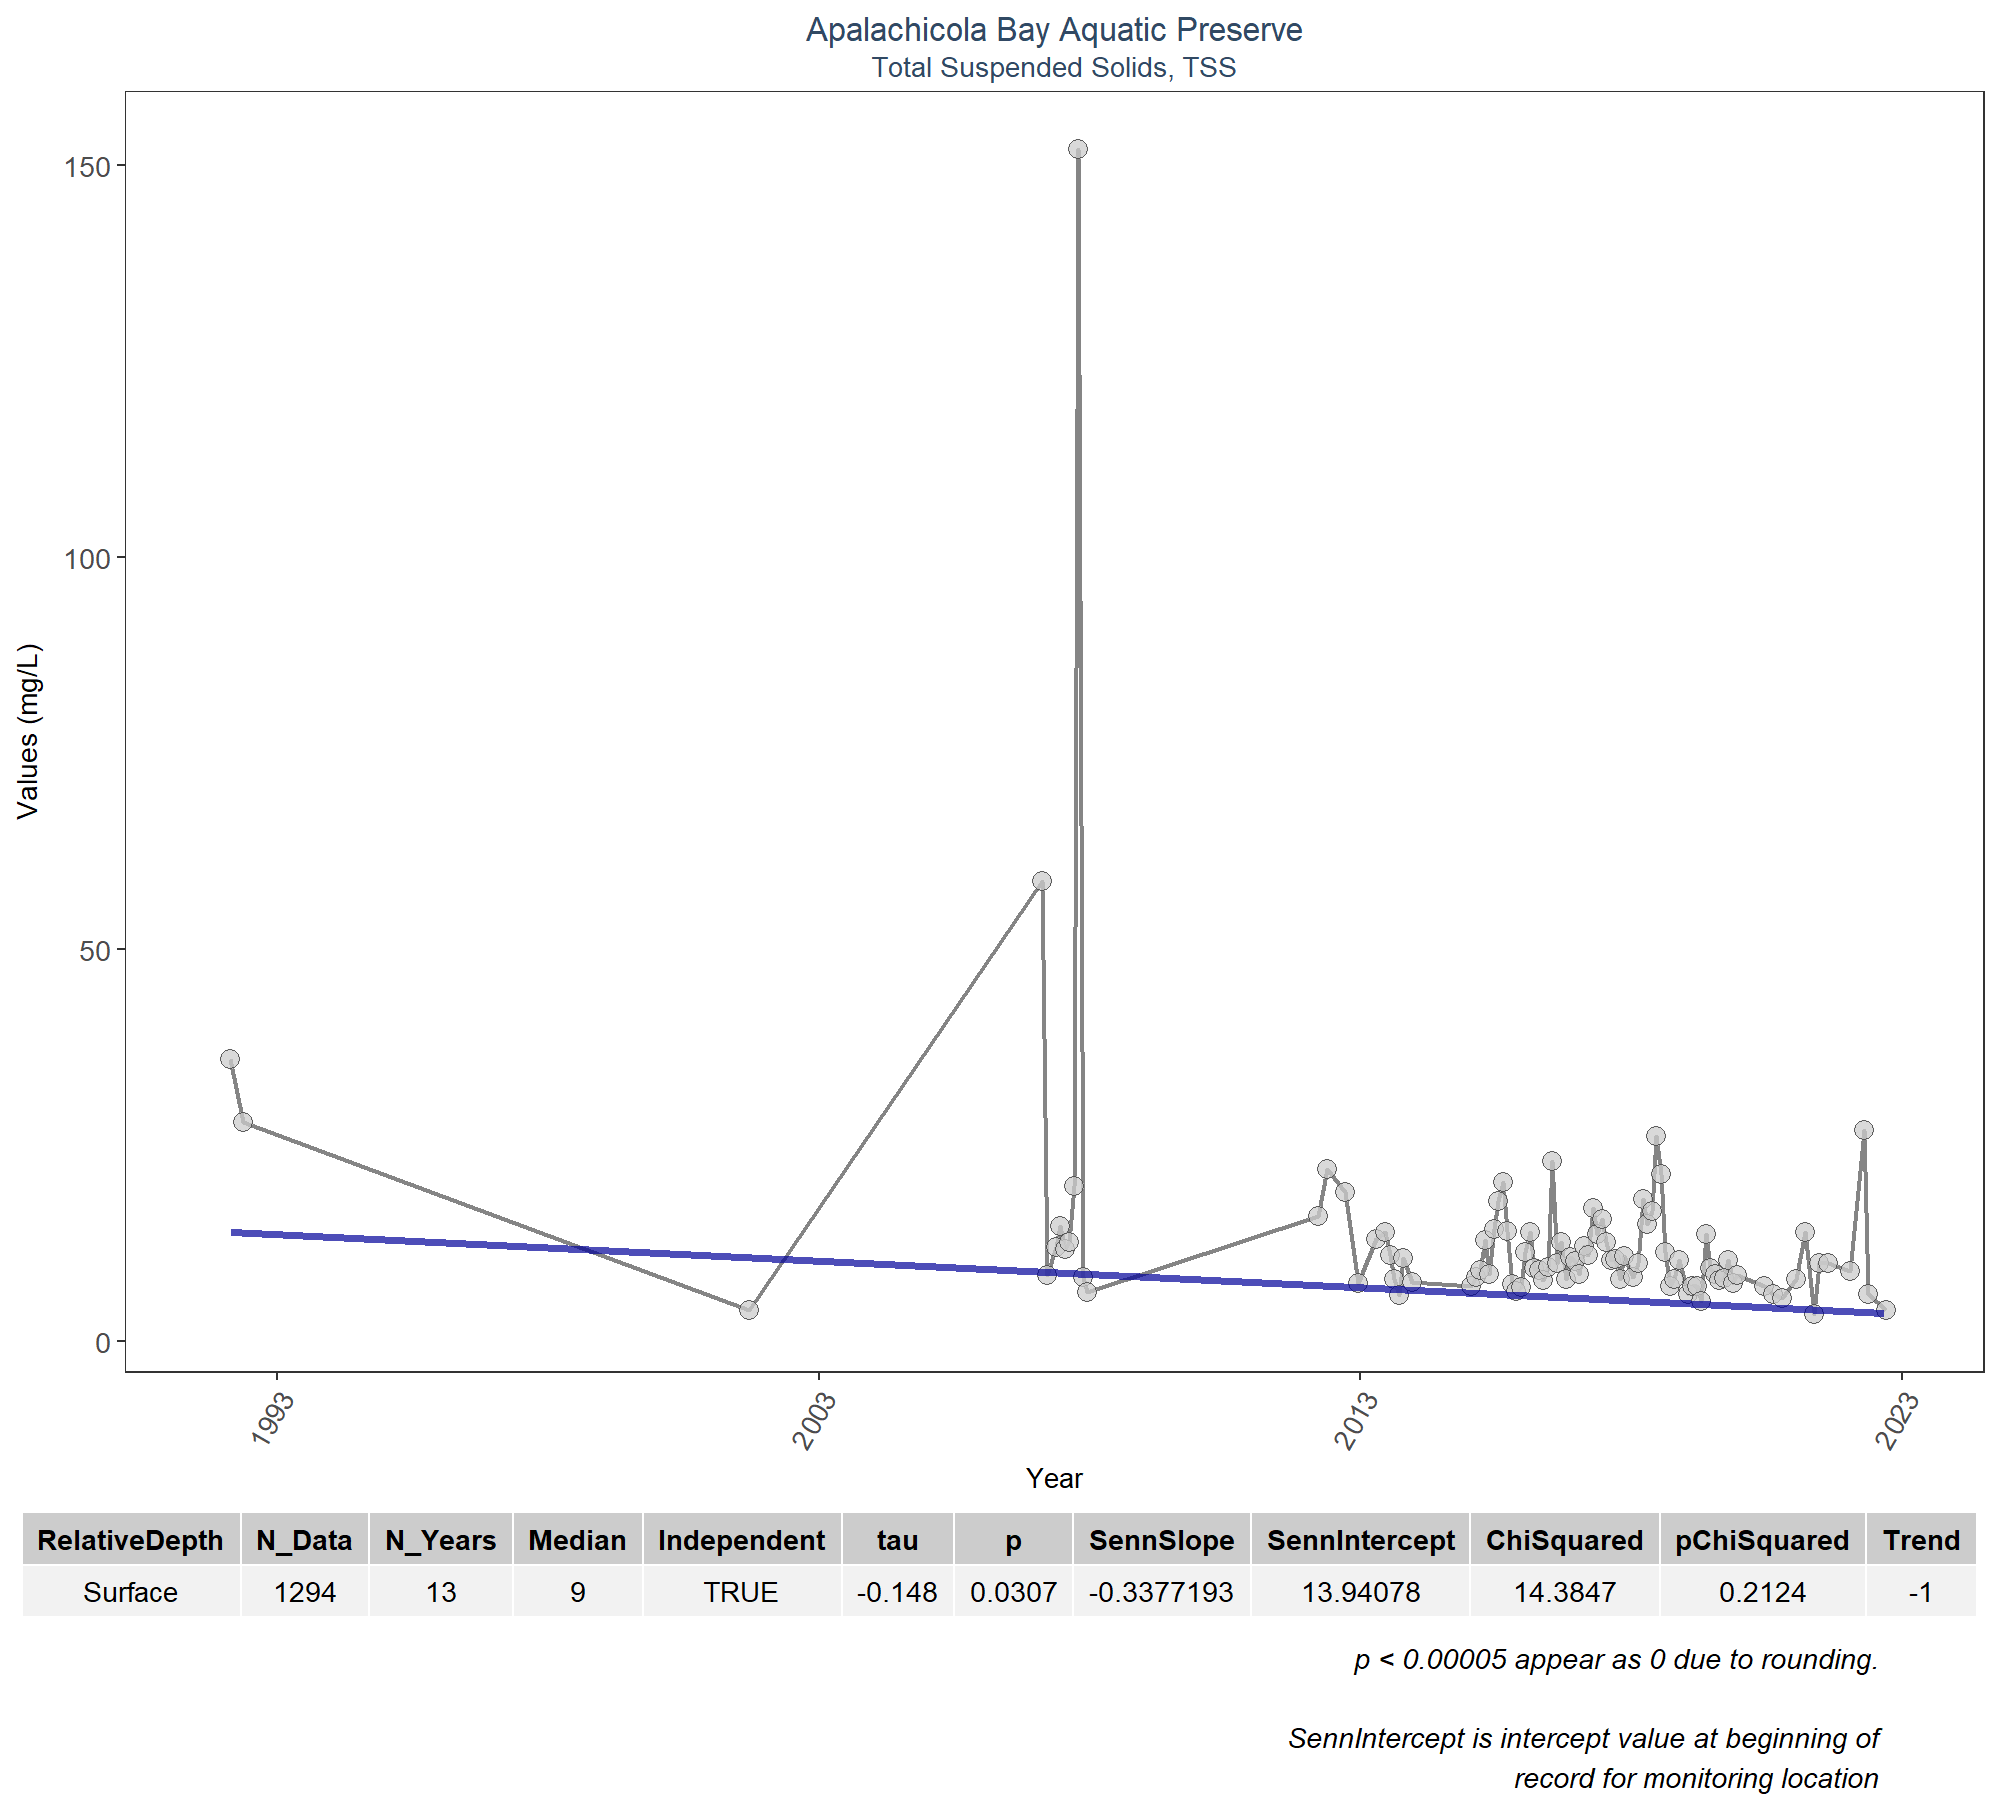 Apalachicola Bay Aquatic Preserve
Total Suspended Solids, TSS
Values (mg/L)
150
100
50
0
1993
2003
2013
2023
Year
RelativeDepth N_Data N_Years Median Independent tau p SennSlope SennIntercept ChiSquared pChiSquared Trend
Surface 1294 13 9 TRUE -0.148 0.0307 -0.3377193 13.94078 14.3847 0.2124 -1
p < 0.00005 appear as 0 due to rounding.
SennIntercept is intercept value at beginning of
record for monitoring location